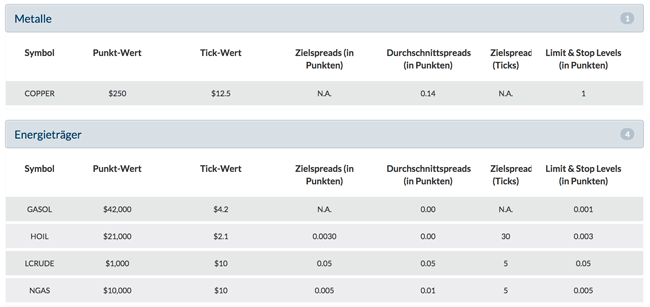 Metalle 1
Symbol Punkt-Wert Tick-Wert Zielspreads (in Punkten) Durchschnittspreads (in Punkten) Zielspread (Ticks) Limit & Stop Levels (in Punkten)
COPPER $250 $12.5 N.A. 0.14 N.A. 1
Energieträger 4
Symbol Punkt-Wert Tick-Wert Zielspreads (in Punkten) Durchschnittspreads (in Punkten) Zielspread (Ticks) Limit & Stop Levels (in Punkten)
GASOL $42,000 $4.2 N.A. 0.00 N.A. 0.001
HOIL $21,000 $2.1 0.0030 0.00 30 0.003
LCRUDE $1,000 $10 0.05 0.05 5 0.05
NGAS $10,000 $10 0.005 0.01 5 0.005